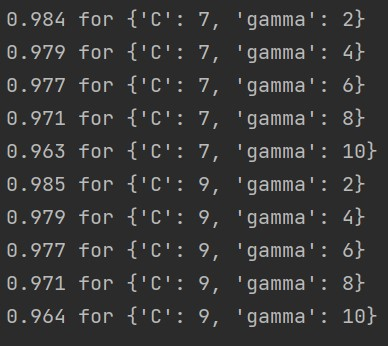 0.984 for {'C': 7, 'gamma': 2}
0.979 for {'C': 7, 'gamma': 4}
0.977 for {'C': 7, 'gamma': 6}
0.971 for {'C': 7, 'gamma': 8}
0.963 for {'C': 7, 'gamma': 10}
0.985 for {'C': 9, 'gamma': 2}
0.979 for {'C': 9, 'gamma': 4}
0.977 for {'C': 9, 'gamma': 6}
0.971 for {'C': 9, 'gamma': 8}
0.964 for {'C': 9, 'gamma': 10}